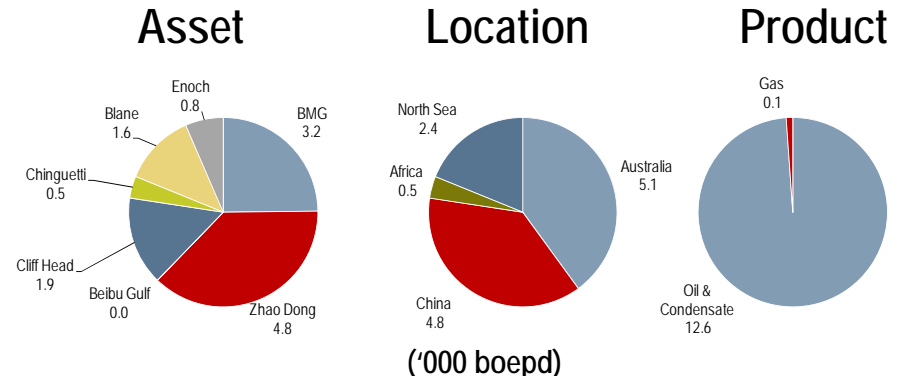 Asset
Location
Product
Enoch
0.8
BMG
3.2
Blane
1.6
Chinguetti
0.5
Cliff Head
1.9
Beibu Gulf
0.0
Zhao Dong
4.8
North Sea
2.4
Africa
0.5
Australia
5.1
China
4.8
Gas
0.1
Oil &
Condensate
12.6
(‘000 boepd)